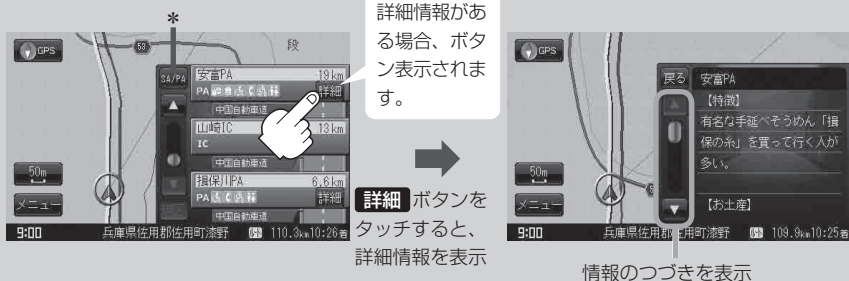 *
詳細情報があ
る場合、ボタ
ン表示されま
す。
GPS
53
段
SA/PA
安富PA 19km
PA 詳細
中国自動車道
山崎IC 13km
IC
中国自動車道
揖保川PA 6.6km
PA 詳細
中国自動車道
50m
メニュー
9:00 兵庫県佐用郡佐用町漆野 110.3km10:26着
詳細 ボタンを
タッチすると、
詳細情報を表示
GPS
戻る 安富PA
【特徴】
有名な手延べそうめん「揖
保の糸」を買って行く人が
多い。
【お土産】
50m
メニュー
9:00 兵庫県佐用郡佐用町漆野 109.9km10:25着
情報のつづきを表示